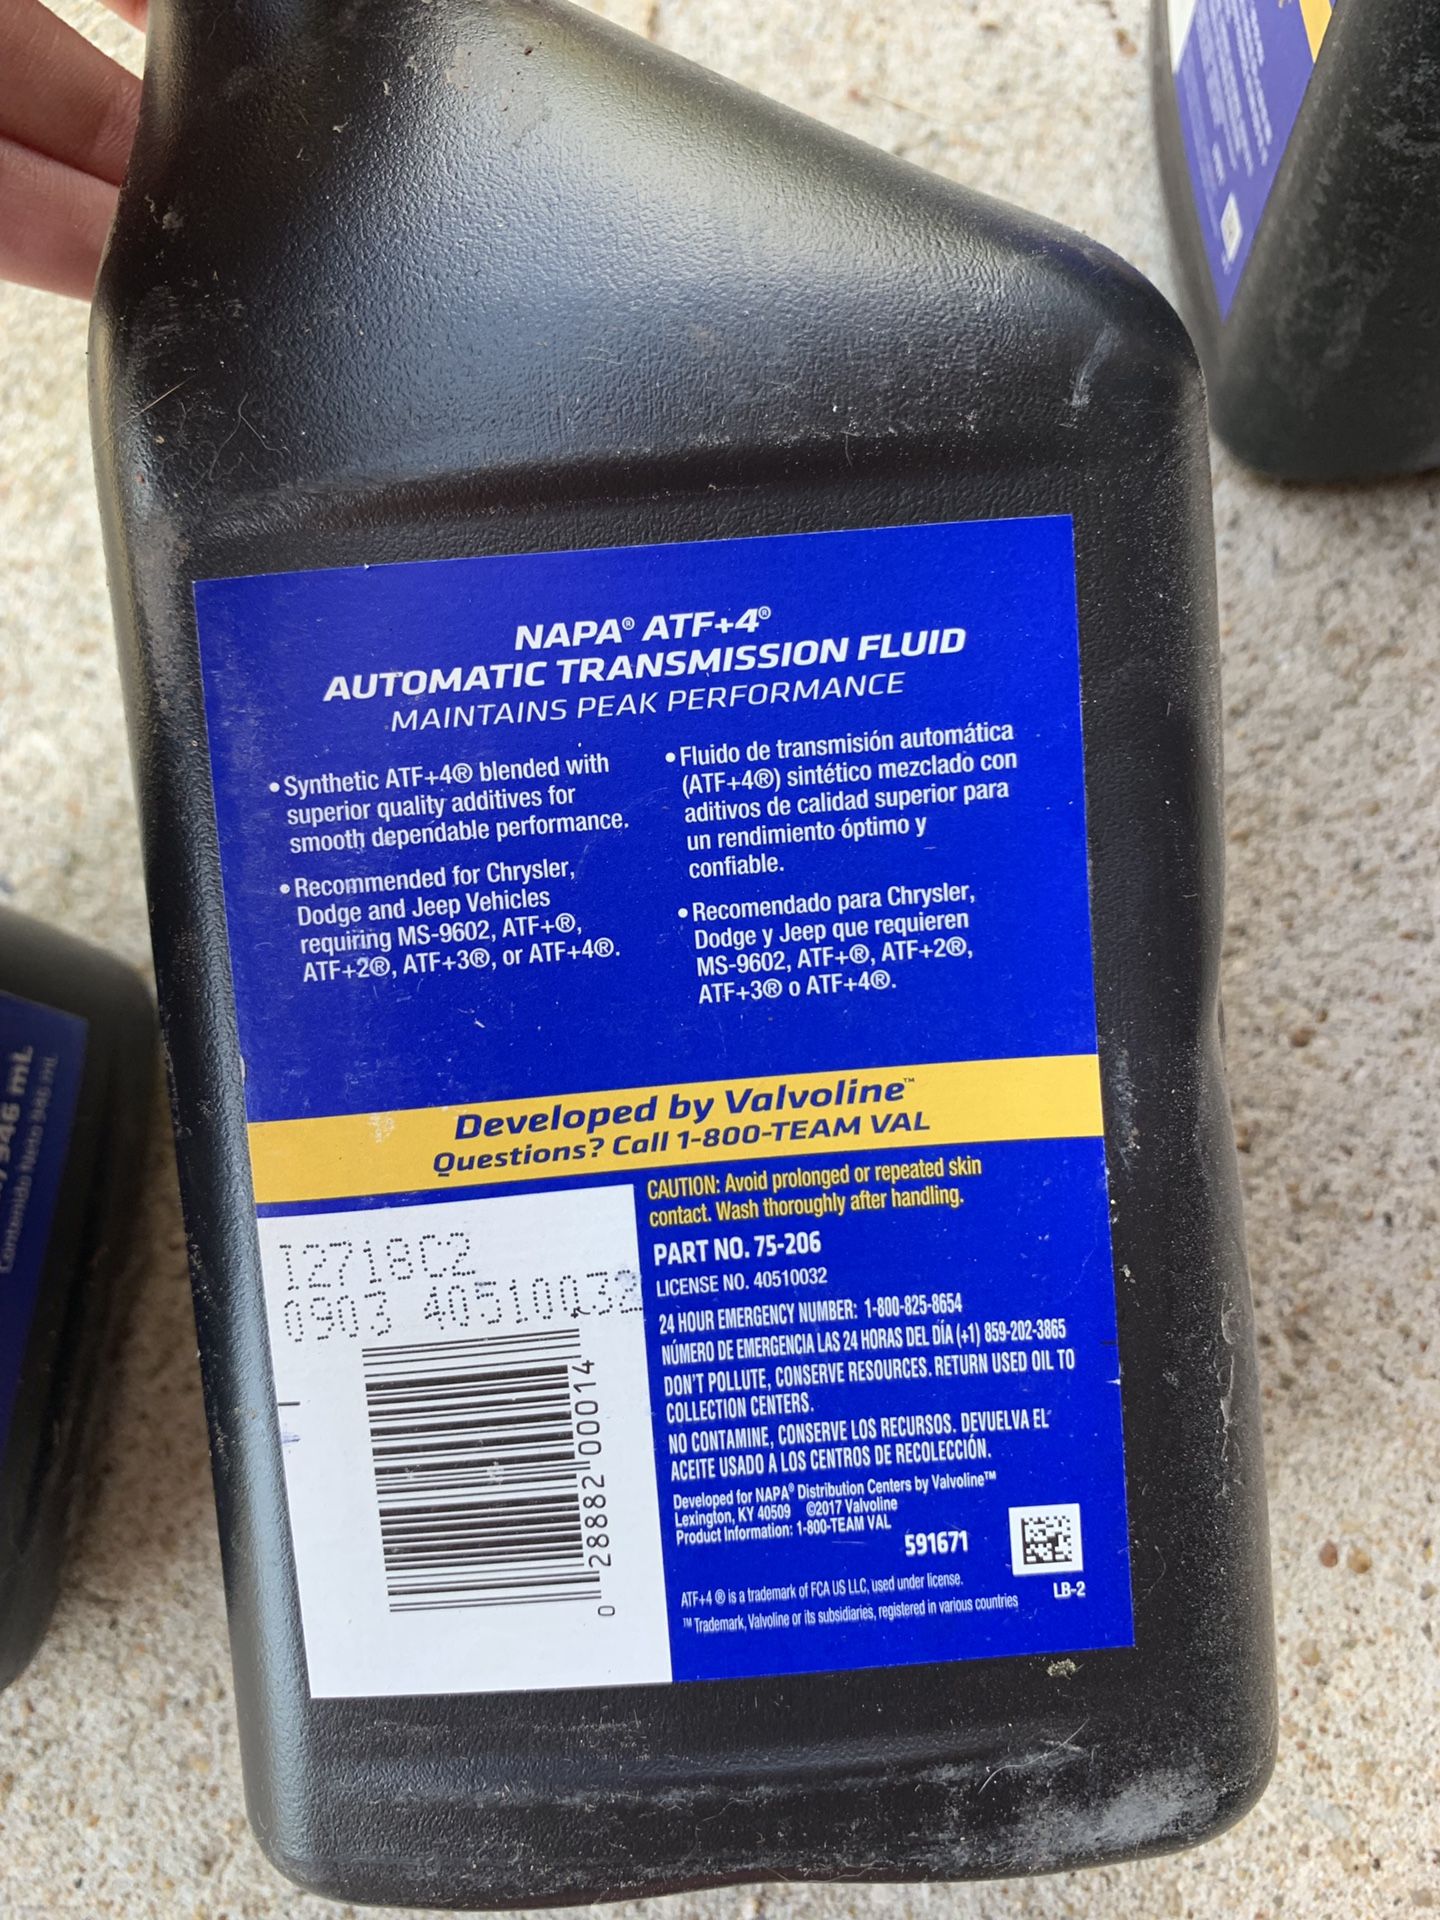 NAPA® ATF+4®
AUTOMATIC TRANSMISSION FLUID
MAINTAINS PEAK PERFORMANCE
• Synthetic ATF+4® blended with
superior quality additives for
smooth dependable performance.
• Recommended for Chrysler,
Dodge and Jeep Vehicles
requiring MS-9602, ATF+®,
ATF+2®, ATF+3®, or ATF+4®.
• Fluido de transmisión automática
(ATF+4®) sintético mezclado con
aditivos de calidad superior para
un rendimiento óptimo y
confiable.
• Recomendado para Chrysler,
Dodge y Jeep que requieren
MS-9602, ATF+®, ATF+2®,
ATF+3® o ATF+4®.
Developed by Valvoline™
Questions? Call 1-800-TEAM VAL
CAUTION: Avoid prolonged or repeated skin
contact. Wash thoroughly after handling.
PART NO. 75-206
LICENSE NO. 40510032
24 HOUR EMERGENCY NUMBER: 1-800-825-8654
NÚMERO DE EMERGENCIA LAS 24 HORAS DEL DÍA (+1) 859-202-3865
DON'T POLLUTE, CONSERVE RESOURCES. RETURN USED OIL TO
COLLECTION CENTERS.
NO CONTAMINE, CONSERVE LOS RECURSOS. DEVUELVA EL
ACEITE USADO A LOS CENTROS DE RECOLECCIÓN.
Developed for NAPA® Distribution Centers by Valvoline™
Lexington, KY 40509 ©2017 Valvoline
Product Information: 1-800-TEAM VAL
591671
LB-2
ATF+4 ® is a trademark of FCA US LLC, used under license.
™ Trademark, Valvoline or its subsidiaries, registered in various countries
I2718C2
0903 40510032
0 28882 00014 7
946 mL
Contenido Neto 946 mL